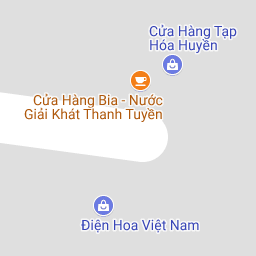 Cửa Hàng Tạp
Hóa Huyền
Cửa Hàng Bia - Nước
Giải Khát Thanh Tuyền
Điện Hoa Việt Nam